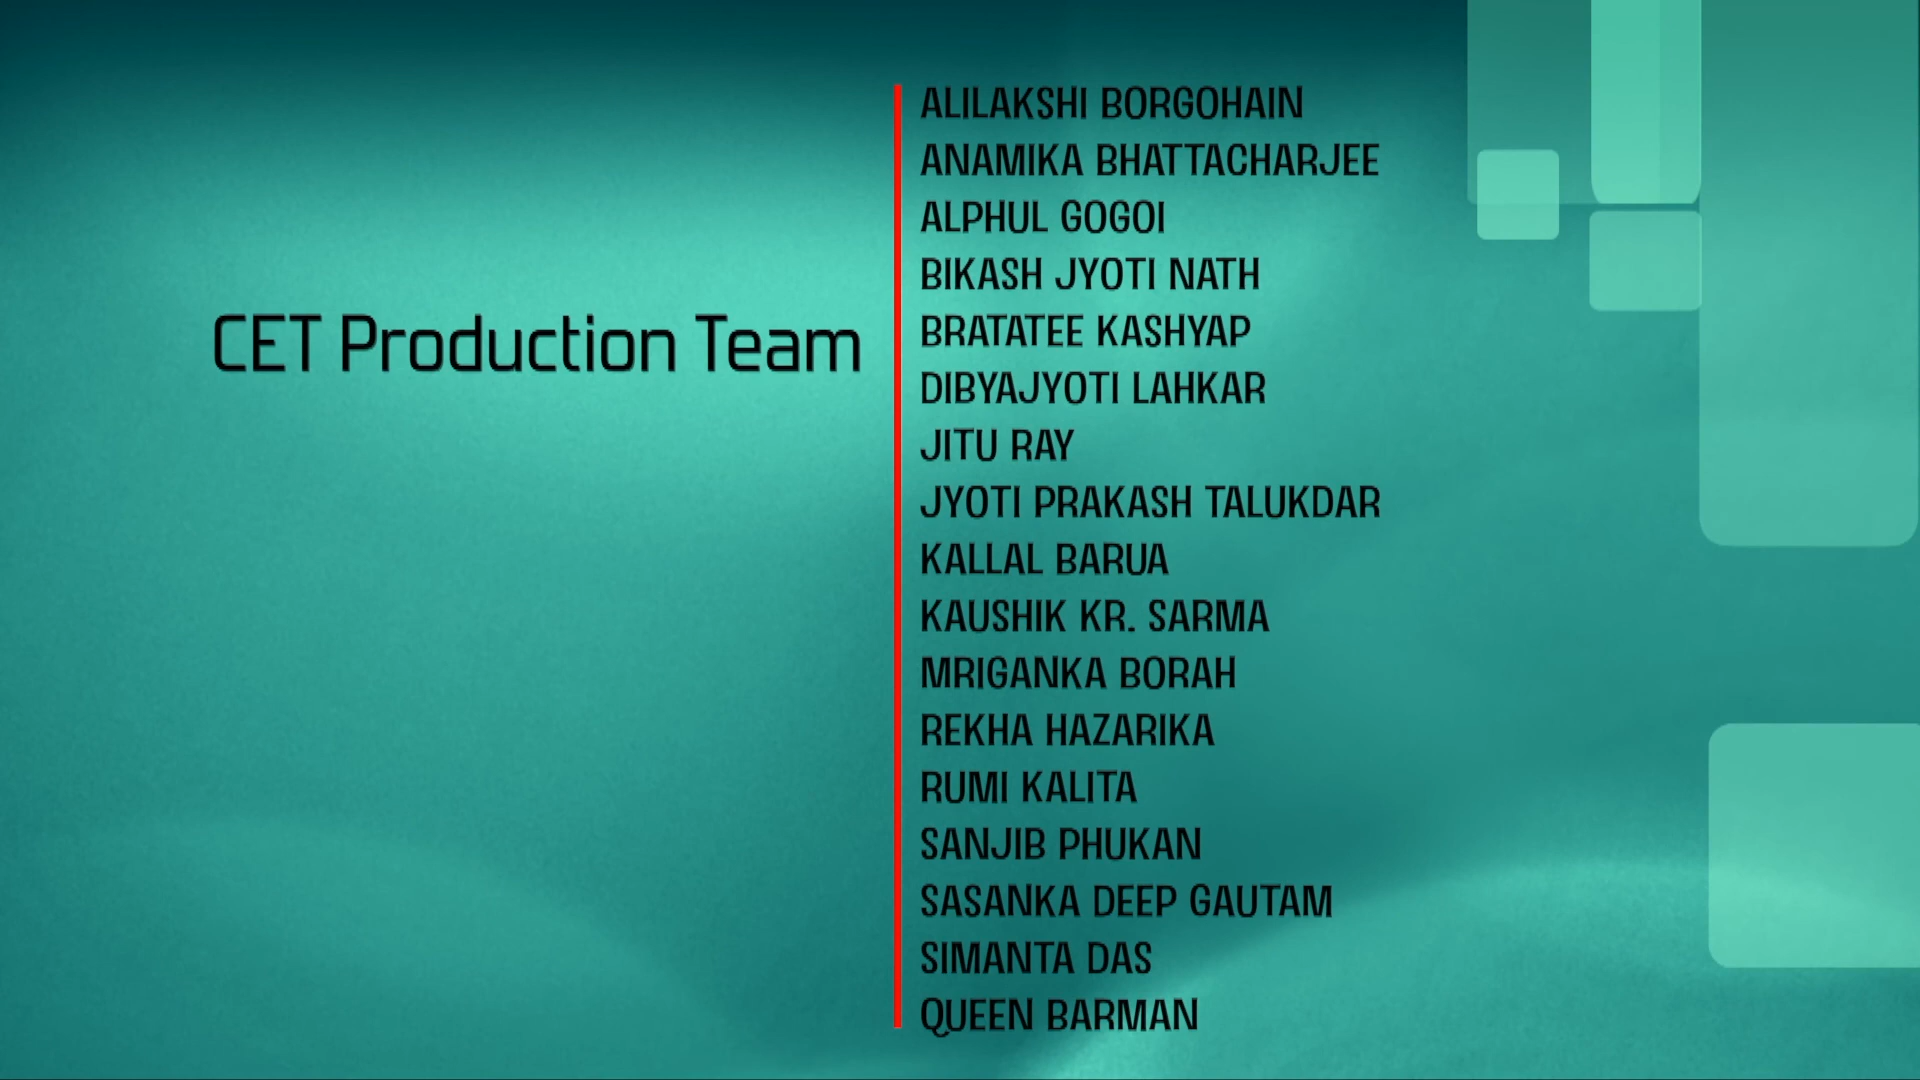 CET Production Team
ALILAKSHI BORGOHAIN
ANAMIKA BHATTACHARJEE
ALPHUL GOGOI
BIKASH JYOTI NATH
BRATATEE KASHYAP
DIBYAJYOTI LAHKAR
JITU RAY
JYOTI PRAKASH TALUKDAR
KALLAL BARUA
KAUSHIK KR. SARMA
MRIGANKA BORAH
REKHA HAZARIKA
RUMI KALITA
SANJIB PHUKAN
SASANKA DEEP GAUTAM
SIMANTA DAS
QUEEN BARMAN